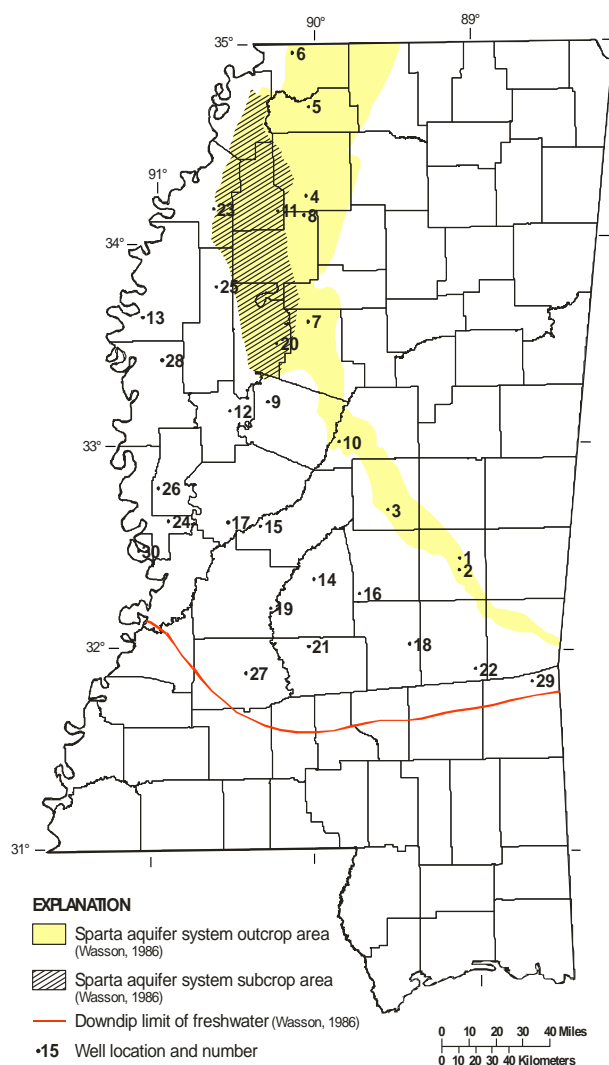 90° 89°
35°
6
5
91°
4
23 11 8
34°
25
13
7
20
28
9
12
10
33°
26
3
24 17 15
30
1
2
14
16
19
32°
21 18
27 22
29
31°
EXPLANATION
Sparta aquifer system outcrop area
(Wasson, 1986)
Sparta aquifer system subcrop area
(Wasson, 1986)
Downdip limit of freshwater (Wasson, 1986)
•15 Well location and number
0 10 20 30 40 Miles
0 10 20 30 40 Kilometers